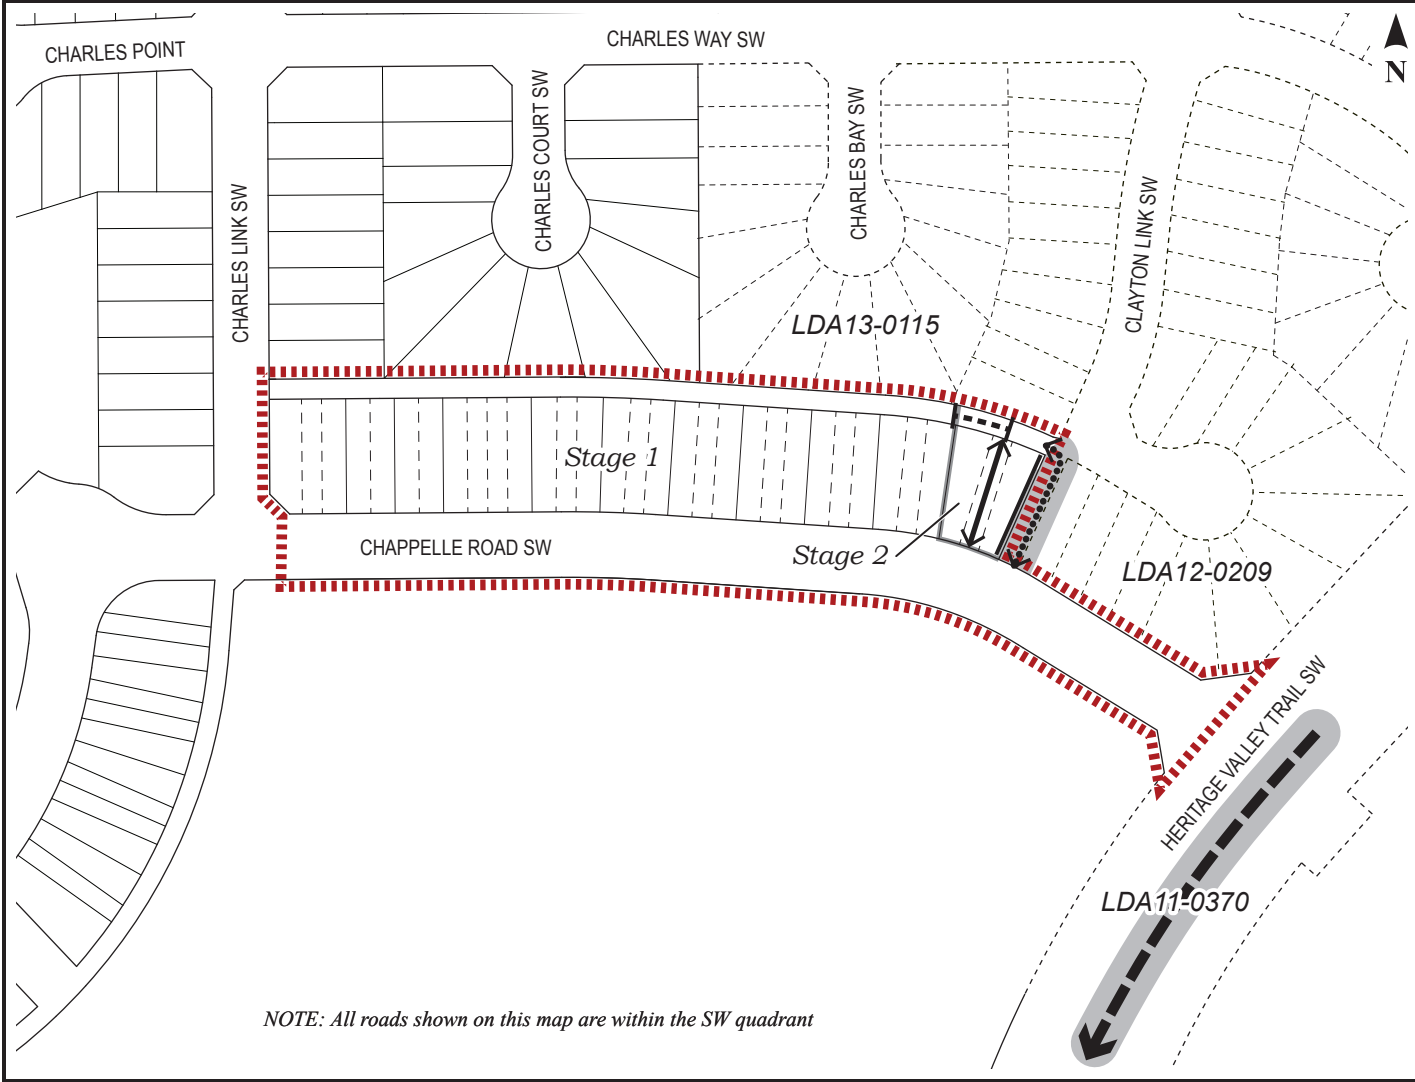 CHARLES POINT
CHARLES WAY SW
N
CHARLES LINK SW
CHARLES COURT SW
CHARLES BAY SW
CLAYTON LINK SW
LDA13-0115
Stage 1
CHAPPELLE ROAD SW
Stage 2
LDA12-0209
HERITAGE VALLEY TRAIL SW
LDA11-0370
NOTE: All roads shown on this map are within the SW quadrant